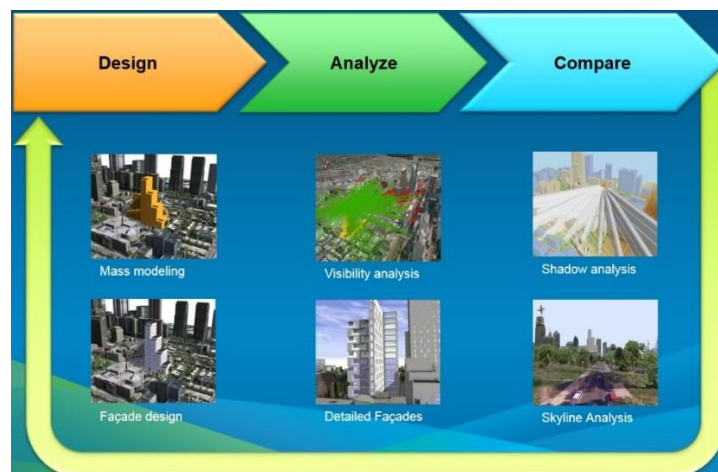 Design
Analyze
Compare
Mass modeling
Visibility analysis
Shadow analysis
Façade design
Detailed Façades
Skyline Analysis